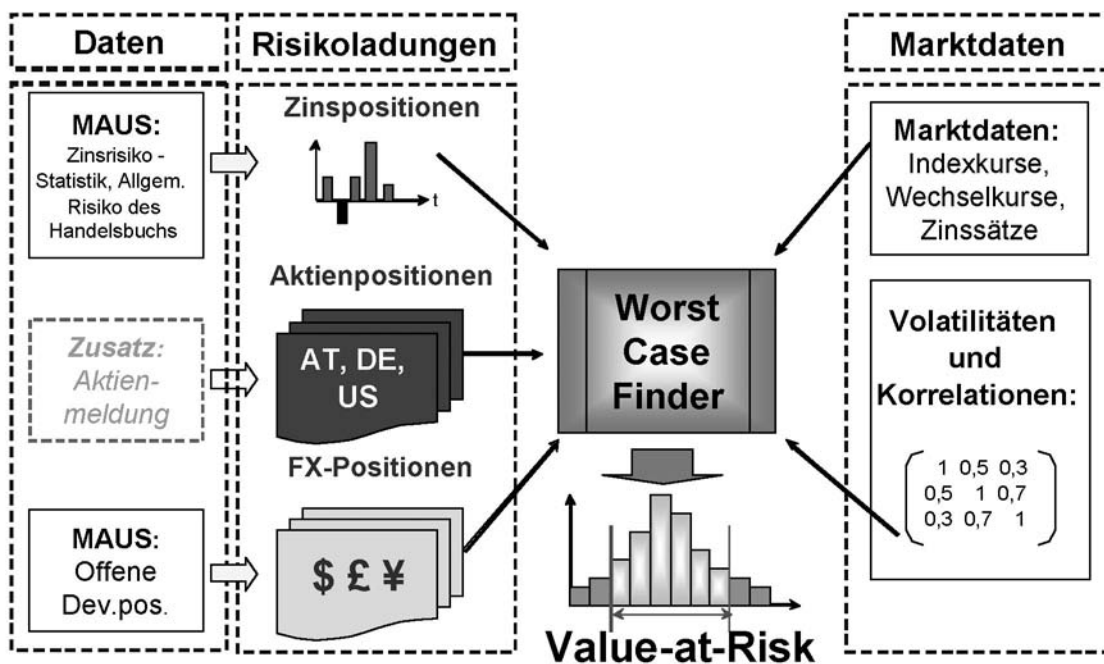 Daten
MAUS:
Zinsrisiko -
Statistik, Allgem.
Risiko des
Handelsbuchs
Zusatz:
Aktien-
meldung
MAUS:
Offene
Dev.pos.
Risikoladungen
Zinspositionen
t
Aktienpositionen
AT, DE,
US
FX-Positionen
$ £ ¥
Worst
Case
Finder
Value-at-Risk
Marktdaten
Marktdaten:
Indexkurse,
Wechselkurse,
Zinssätze
Volatilitäten
und
Korrelationen:
1 0,5 0,3
0,5 1 0,7
0,3 0,7 1